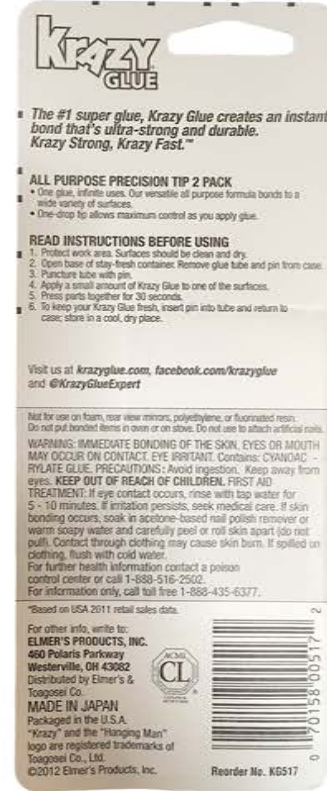 KRAZY
GLUE
The #1 super glue, Krazy Glue creates an instant
bond that's ultra-strong and durable.
Krazy Strong, Krazy Fast.™
ALL PURPOSE PRECISION TIP 2 PACK
• One glue, infinite uses. Our versatile all purpose formula bonds to a
wide variety of surfaces.
• One-drop tip allows maximum control as you apply glue.
READ INSTRUCTIONS BEFORE USING
1. Protect work area. Surfaces should be clean and dry.
2. Open base of stay-fresh container. Remove glue tube and pin from case.
3. Puncture tube with pin.
4. Apply a small amount of Krazy Glue to one of the surfaces.
5. Press parts together for 30 seconds.
6. To keep your Krazy Glue fresh, insert pin into tube and return to
case; store in a cool, dry place.
Visit us at krazyglue.com, facebook.com/krazyglue
and @KrazyGlueExpert
Not for use on foam, rear view mirrors, polyethylene, or fluorinated resin.
Do not put bonded items in oven or on stove. Do not use to attach artificial nails.
WARNING: IMMEDIATE BONDING OF THE SKIN, EYES OR MOUTH
MAY OCCUR ON CONTACT. EYE IRRITANT. Contains: CYANOAC -
RYLATE GLUE. PRECAUTIONS: Avoid ingestion. Keep away from
eyes. KEEP OUT OF REACH OF CHILDREN. FIRST AID
TREATMENT: If eye contact occurs, rinse with tap water for
5 - 10 minutes. If irritation persists, seek medical care. If skin
bonding occurs, soak in acetone-based nail polish remover or
warm soapy water and carefully peel or roll skin apart (do not
pull). Contact through clothing may cause skin burn. If spilled on
clothing, flush with cold water.
For further health information contact a poison
control center or call 1-888-516-2502.
For information only, call toll free 1-888-435-6377.
*Based on USA 2011 retail sales data.
For other info, write to:
ELMER'S PRODUCTS, INC.
460 Polaris Parkway
Westerville, OH 43082
Distributed by Elmer's &
Toagosei Co.
MADE IN JAPAN
Packaged in the U.S.A.
"Krazy" and the "Hanging Man"
logo are registered trademarks of
Toagosei Co., Ltd.
©2012 Elmer's Products, Inc.
ACMI
CL
0 70158 00517 2
Reorder No. KG517